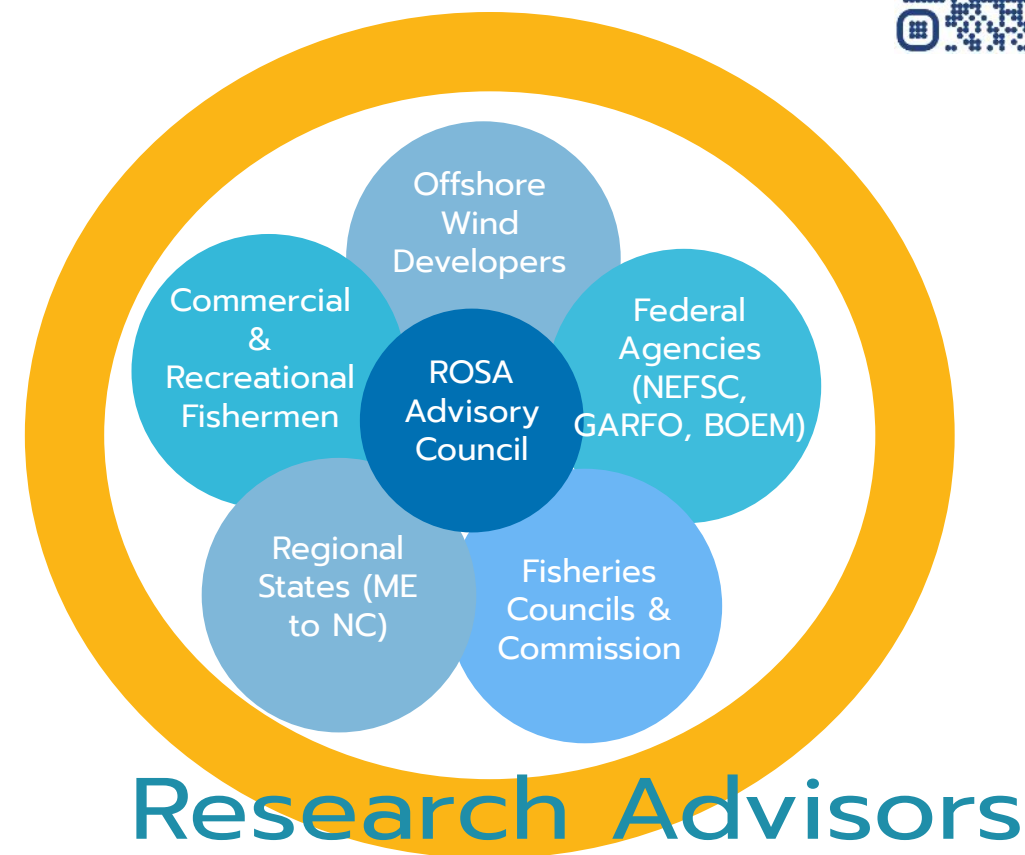 Offshore
Wind
Developers
Commercial
&
Recreational
Fishermen
Federal
Agencies
(NEFSC,
GARFO, BOEM)
ROSA
Advisory
Council
Regional
States (ME
to NC)
Fisheries
Councils &
Commission
Research Advisors